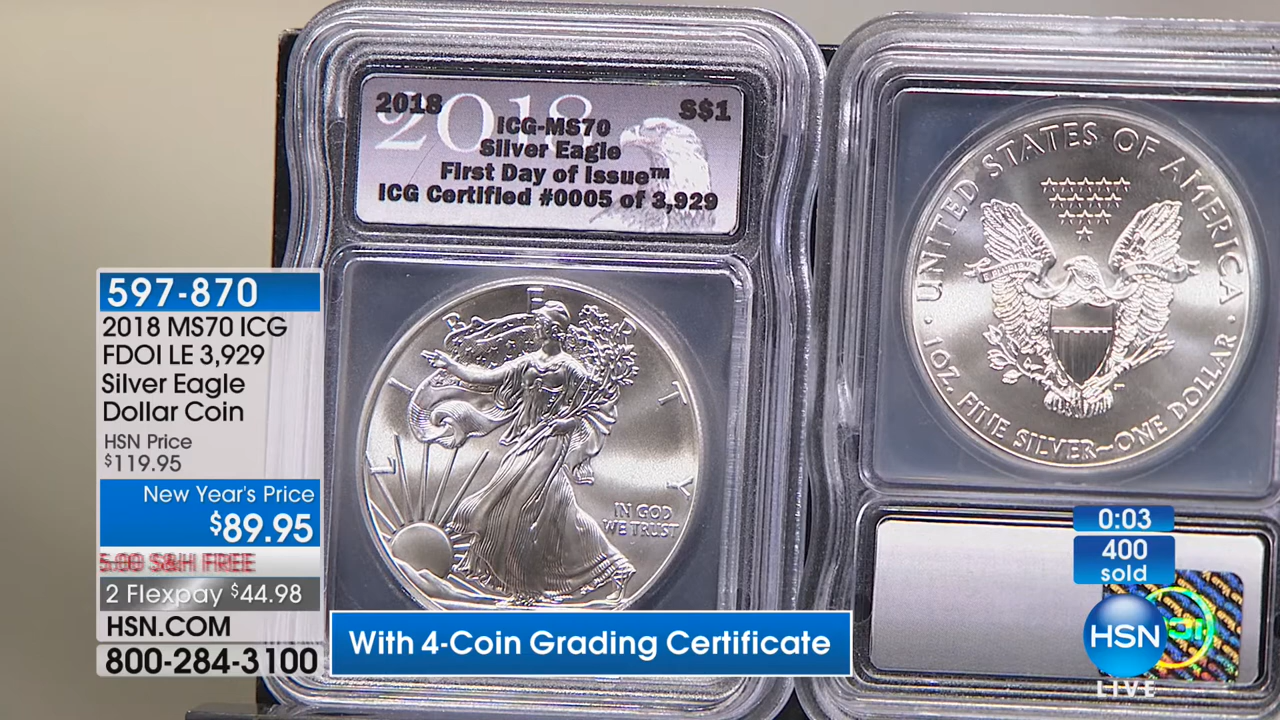 2018
2018 S$1
ICG-MS70
Silver Eagle
First Day of Issue™
ICG Certified #0005 of 3,929
LIBERTY
IN GOD
WE TRUST
UNITED STATES OF AMERICA
1 OZ. FINE SILVER~ONE DOLLAR
597-870
2018 MS70 ICG
FDOI LE 3,929
Silver Eagle
Dollar Coin
HSN Price
$119.95
New Year's Price
$89.95
5.00 S&H FREE
2 Flexpay $44.98
HSN.COM
800-284-3100
With 4-Coin Grading Certificate
0:03
400
sold
HSN
LIVE